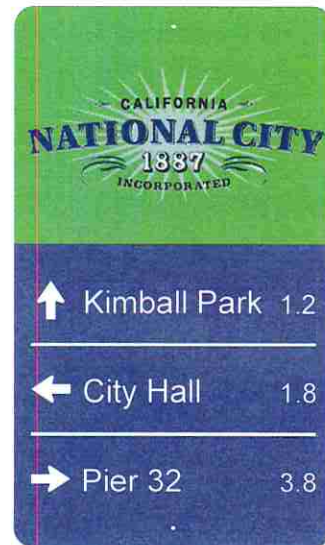 CALIFORNIA
NATIONAL CITY
1887
INCORPORATED
Kimball Park 1.2
City Hall 1.8
Pier 32 3.8